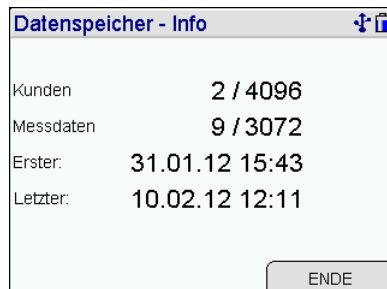 Datenspeicher - Info
Kunden 2 / 4096
Messdaten 9 / 3072
Erster: 31.01.12 15:43
Letzter: 10.02.12 12:11
ENDE